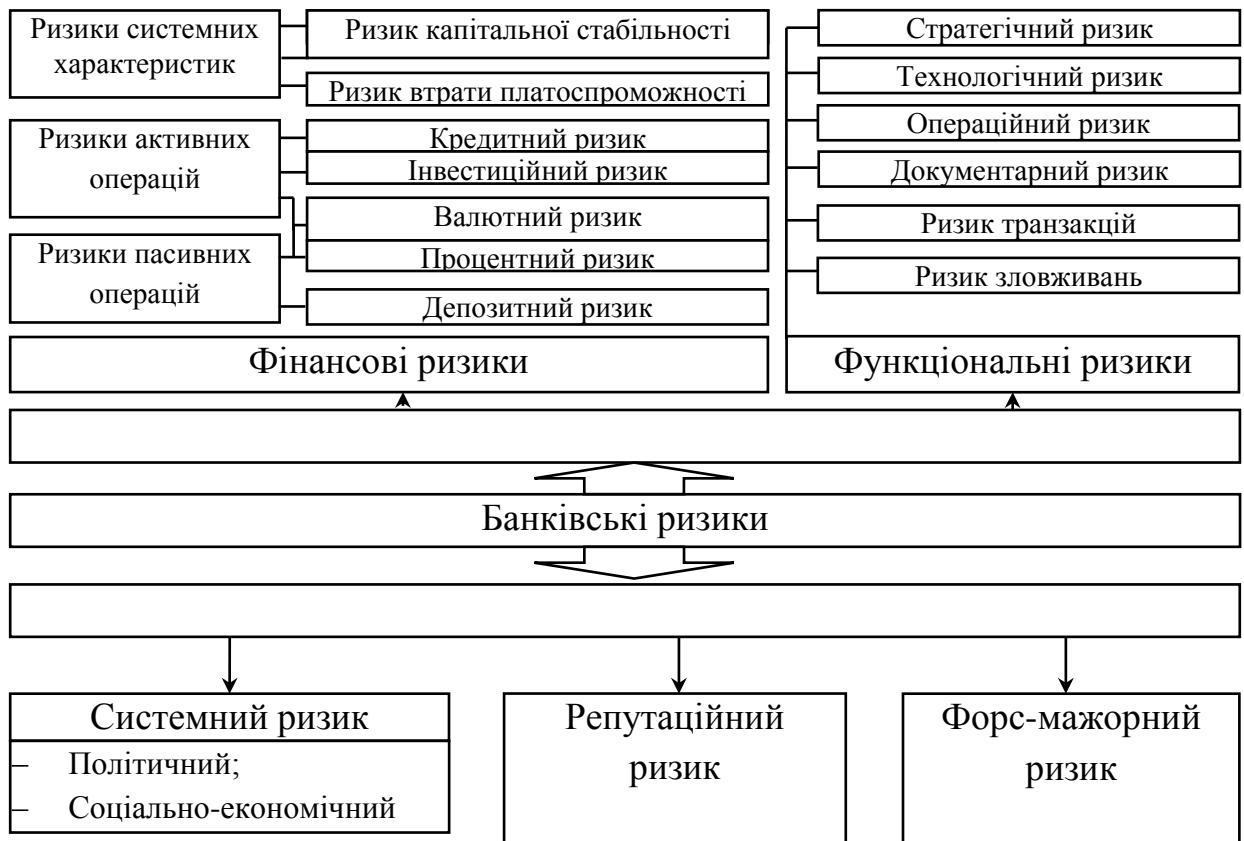 Ризики системних
характеристик
Ризик капітальної стабільності
Ризик втрати платоспроможності
Ризики активних
операцій
Кредитний ризик
Інвестиційний ризик
Валютний ризик
Ризики пасивних
операцій
Процентний ризик
Депозитний ризик
Стратегічний ризик
Технологічний ризик
Операційний ризик
Документарний ризик
Ризик транзакцій
Ризик зловживань
Фінансові ризики
Функціональні ризики
Банківські ризики
Системний ризик
– Політичний;
– Соціально-економічний
Репутаційний
ризик
Форс-мажорний
ризик